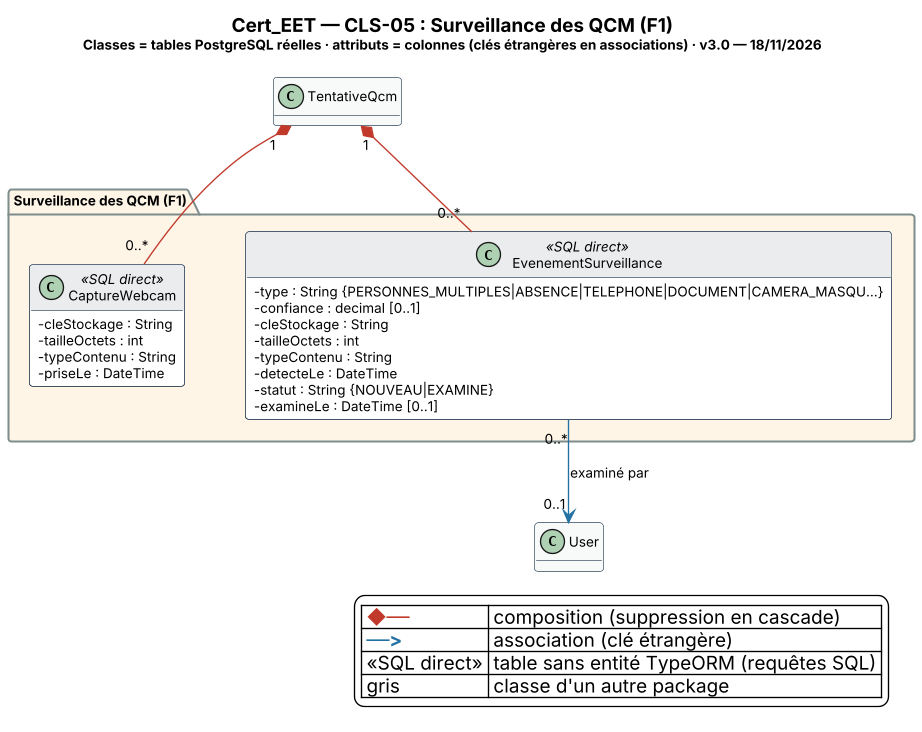 Cert_EET — CLS-05 : Surveillance des QCM (F1)
Classes = tables PostgreSQL réelles · attributs = colonnes (clés étrangères en associations) · v3.0 — 18/11/2026
C TentativeQcm
1
1
Surveillance des QCM (F1)
0..*
0..*
C
«SQL direct»
EvenementSurveillance
-type : String {PERSONNES_MULTIPLES|ABSENCE|TELEPHONE|DOCUMENT|CAMERA_MASQU...}
-confiance : decimal [0..1]
-cleStockage : String
-tailleOctets : int
-typeContenu : String
-detecteLe : DateTime
-statut : String {NOUVEAU|EXAMINE}
-examineLe : DateTime [0..1]
C
«SQL direct»
CaptureWebcam
-cleStockage : String
-tailleOctets : int
-typeContenu : String
-priseLe : DateTime
0..*
examiné par
0..1
C User
composition (suppression en cascade)
association (clé étrangère)
«SQL direct» table sans entité TypeORM (requêtes SQL)
gris classe d'un autre package